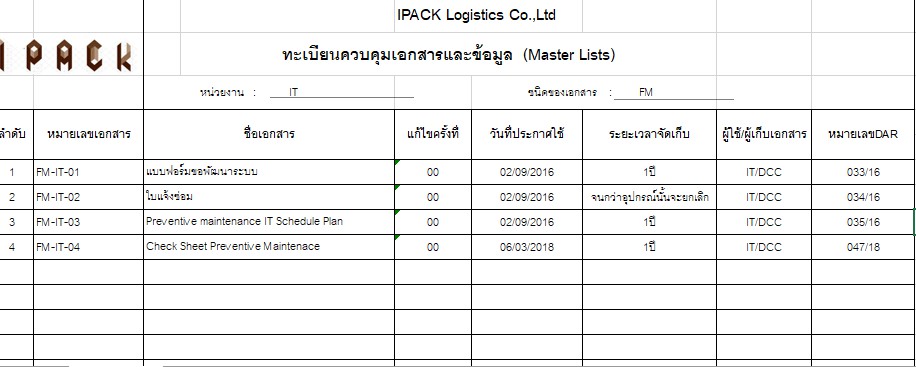 IPACK Logistics Co.,Ltd
I PACK
ทะเบียนควบคุมเอกสารและข้อมูล (Master Lists)
หน่วยงาน : IT ชนิดของเอกสาร : FM
ลำดับ หมายเลขเอกสาร ชื่อเอกสาร แก้ไขครั้งที่ วันที่ประกาศใช้ ระยะเวลาจัดเก็บ ผู้ใช้/ผู้เก็บเอกสาร หมายเลขDAR
1 FM-IT-01 แบบฟอร์มขอพัฒนาระบบ 00 02/09/2016 1ปี IT/DCC 033/16
2 FM-IT-02 ใบแจ้งซ่อม 00 02/09/2016 จนกว่าอุปกรณ์นั้นจะยกเลิก IT/DCC 034/16
3 FM-IT-03 Preventive maintenance IT Schedule Plan 00 02/09/2016 1ปี IT/DCC 035/16
4 FM-IT-04 Check Sheet Preventive Maintenace 00 06/03/2018 1ปี IT/DCC 047/18